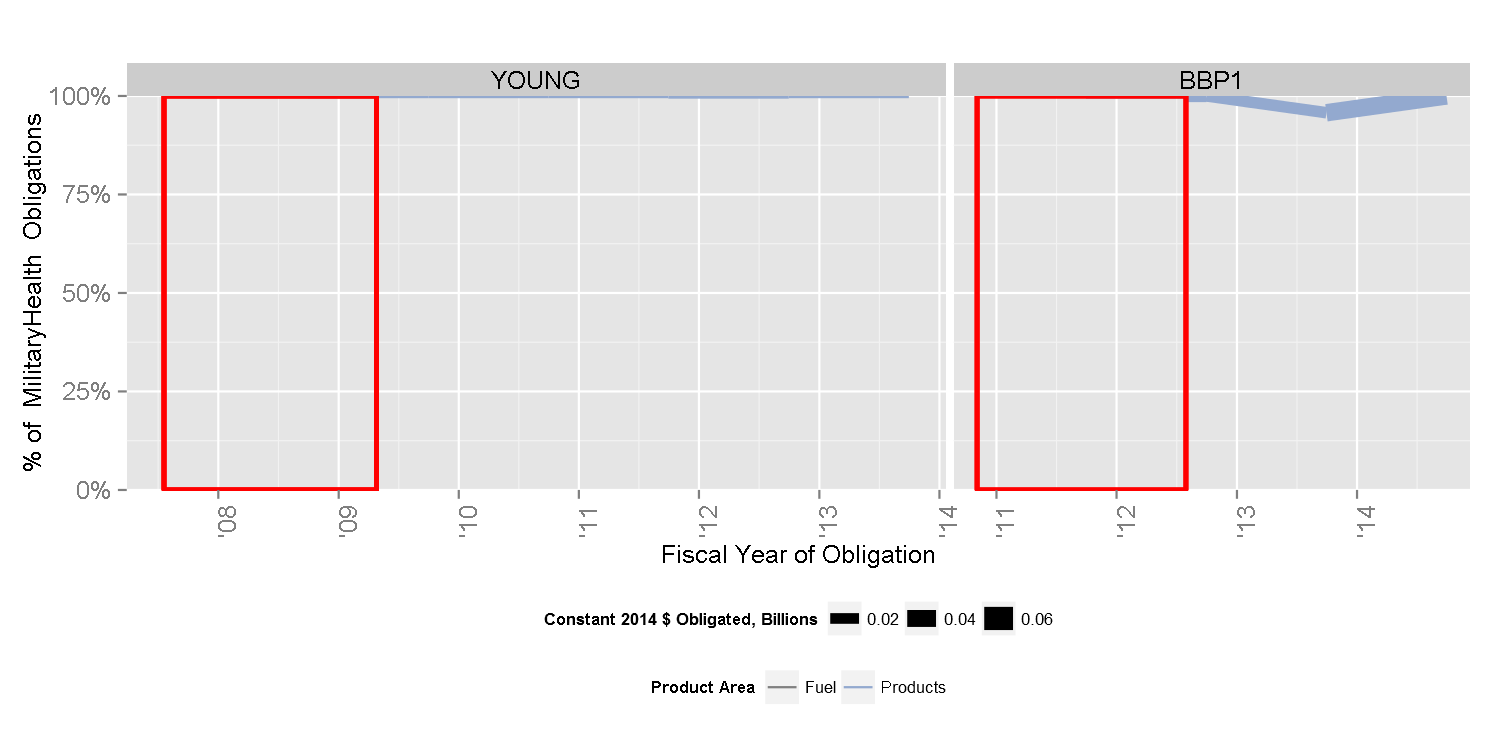 YOUNG BBP1
100%
75%
50%
25%
0%
% of MilitaryHealth Obligations
'08 '09 '10 '11 '12 '13 '14 '11 '12 '13 '14
Fiscal Year of Obligation
Constant 2014 $ Obligated, Billions 0.02 0.04 0.06
Product Area Fuel Products